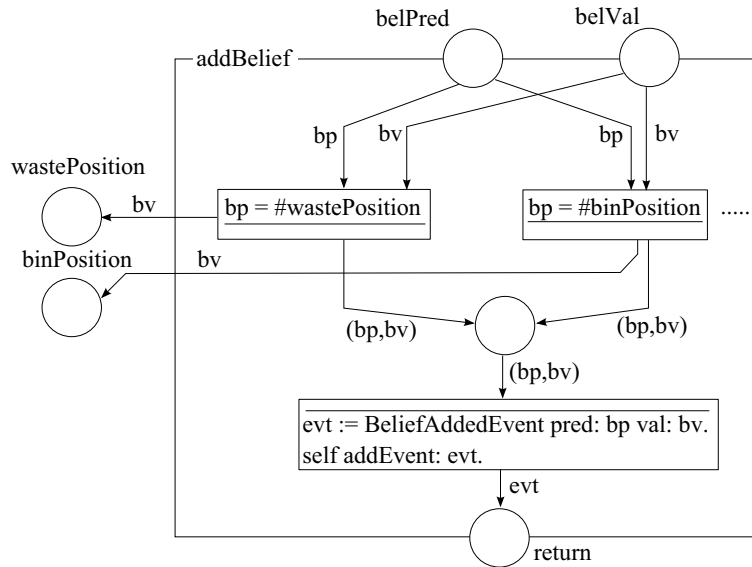 belPred
belVal
addBelief
bp
bv
bp
bv
wastePosition
bv
bp = #wastePosition
bp = #binPosition
.....
binPosition
bv
(bp,bv)
(bp,bv)
(bp,bv)
evt := BeliefAddedEvent pred: bp val: bv.
self addEvent: evt.
evt
return